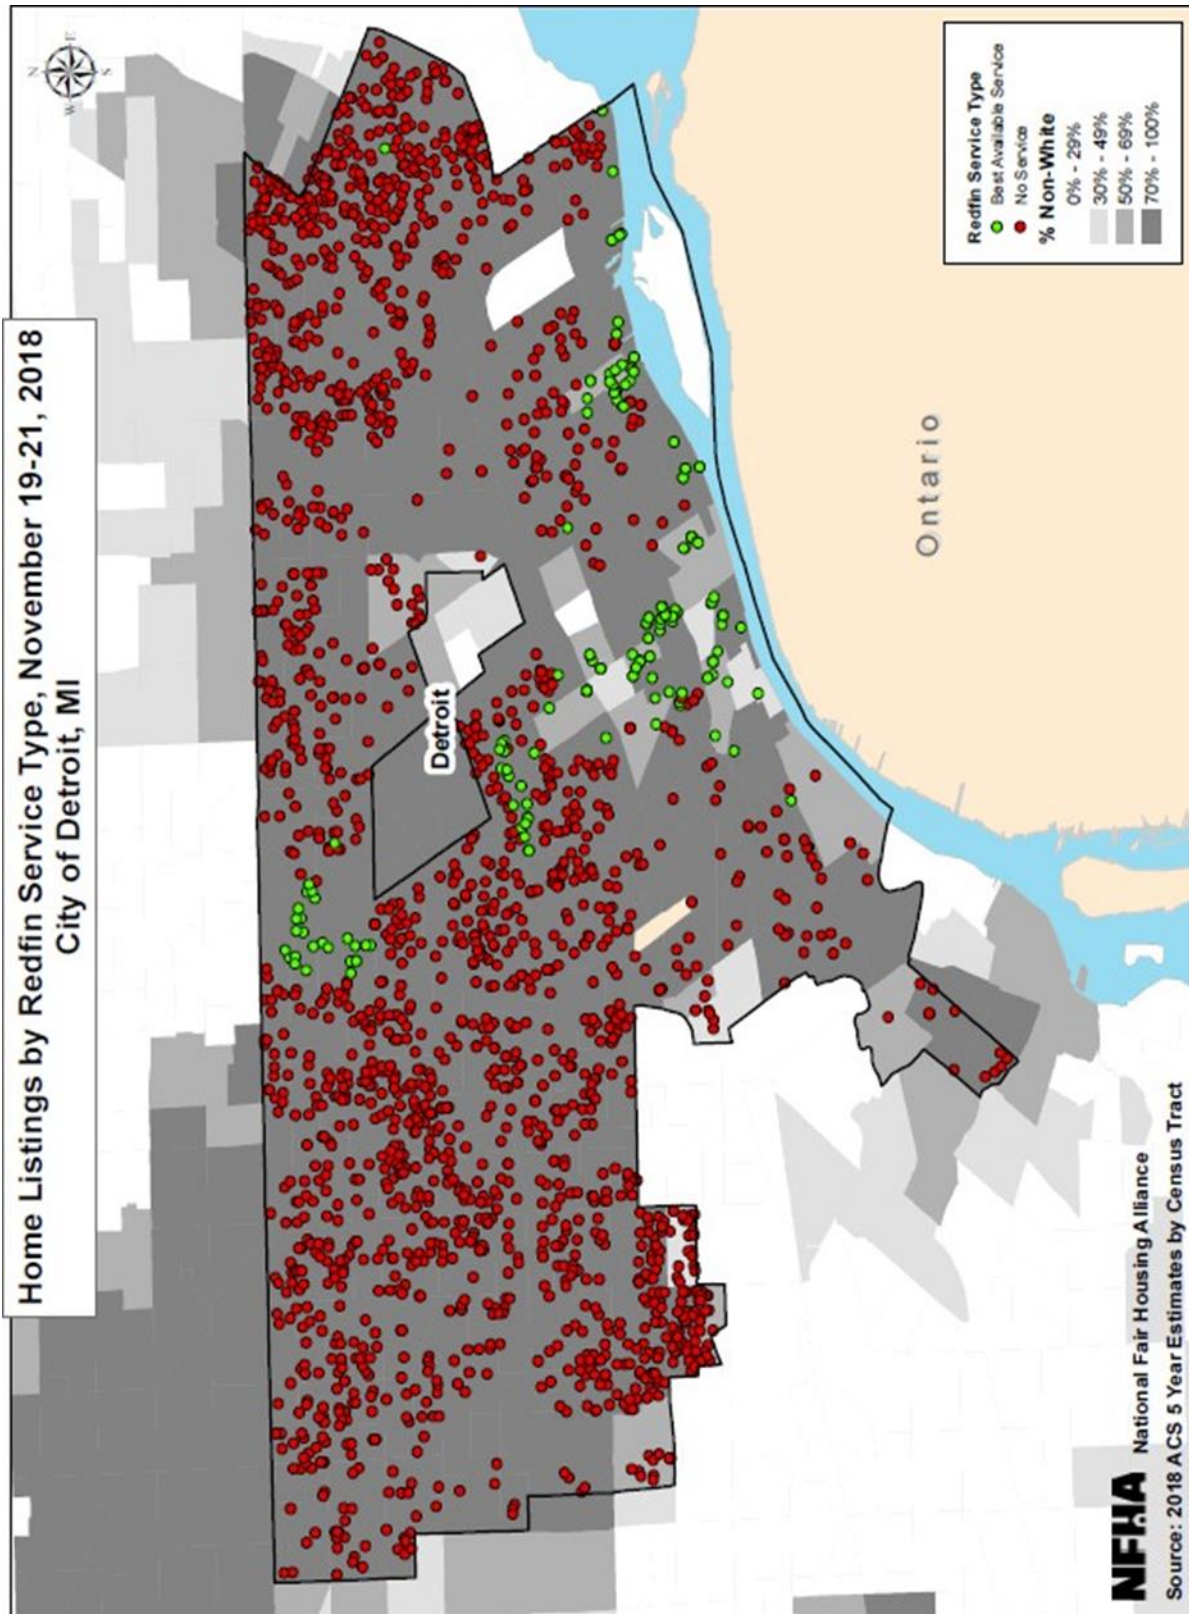 Home Listings by Redfin Service Type, November 19-21, 2018
City of Detroit, MI
N
E
S
W
Detroit
Ontario
Redfin Service Type
Best Available Service
No Service
% Non-White
0% - 29%
30% - 49%
50% - 69%
70% - 100%
NFHA National Fair Housing Alliance
Source: 2018 ACS 5 Year Estimates by Census Tract